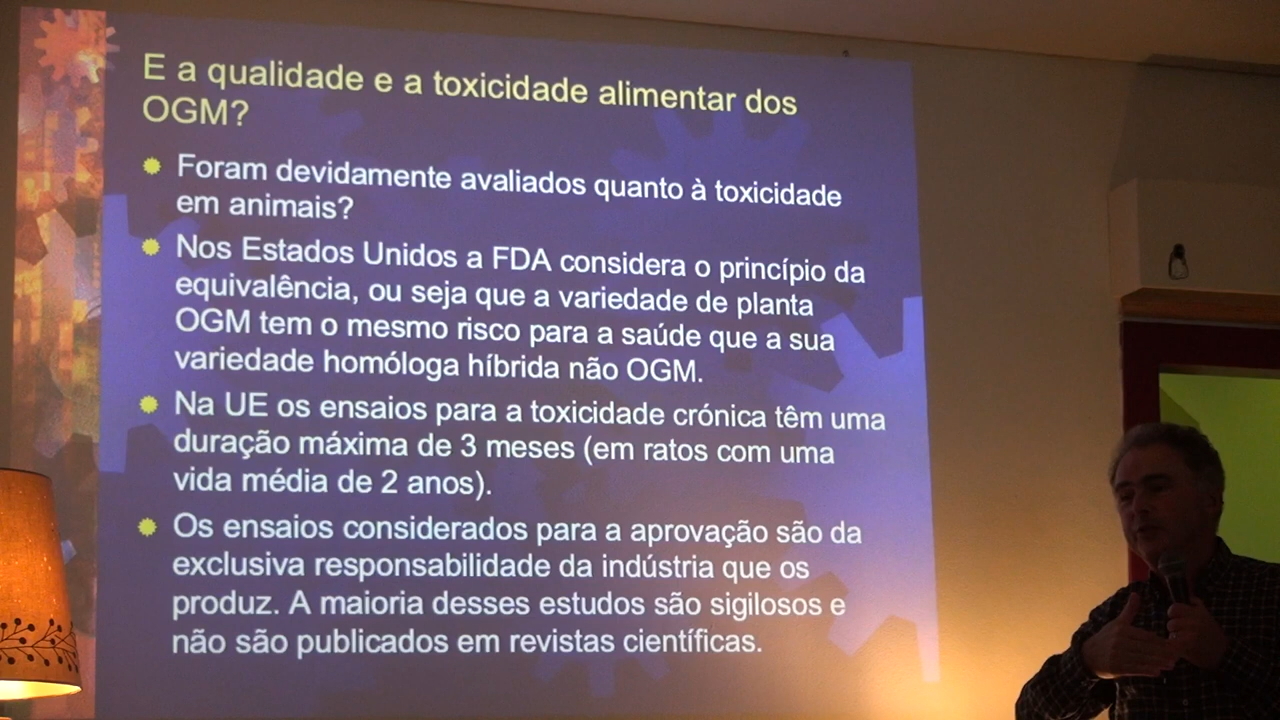 E a qualidade e a toxicidade alimentar dos
OGM?
Foram devidamente avaliados quanto à toxicidade
em animais?
Nos Estados Unidos a FDA considera o princípio da
equivalência, ou seja que a variedade de planta
OGM tem o mesmo risco para a saúde que a sua
variedade homóloga híbrida não OGM.
Na UE os ensaios para a toxicidade crónica têm uma
duração máxima de 3 meses (em ratos com uma
vida média de 2 anos).
Os ensaios considerados para a aprovação são da
exclusiva responsabilidade da indústria que os
produz. A maioria desses estudos são sigilosos e
não são publicados em revistas científicas.